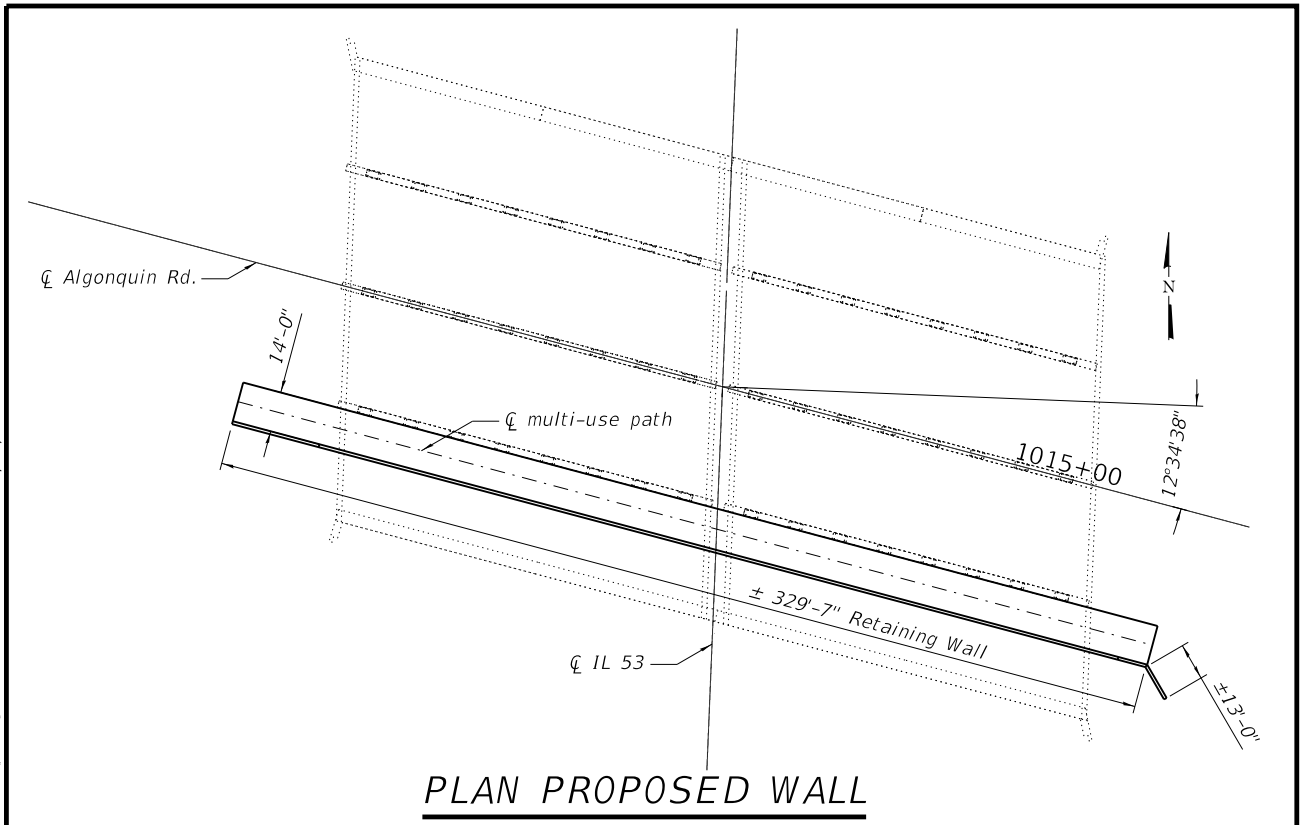 N
℄ Algonquin Rd.
14'-0"
℄ multi-use path
1015+00
12°34'38"
± 329'-7" Retaining Wall
℄ IL 53
±13'-0"
PLAN PROPOSED WALL